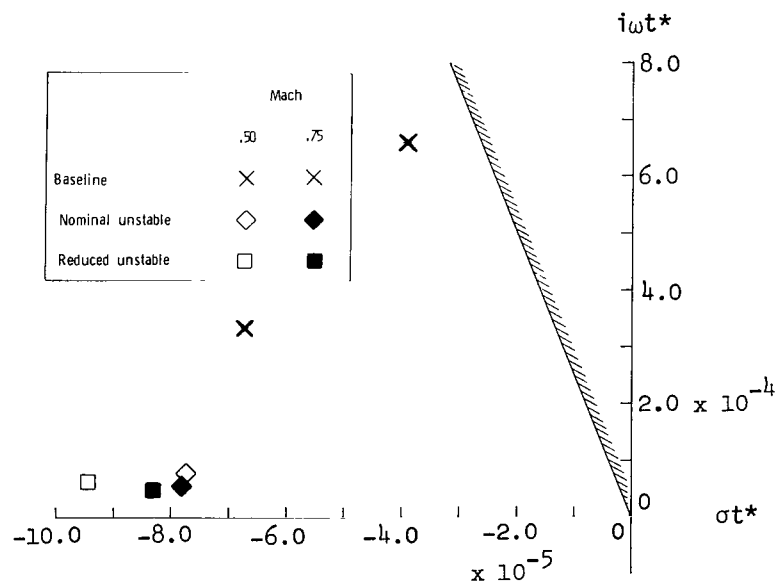 iωt*
8.0
6.0
4.0
2.0 x 10⁻⁴
0
Mach
.50 .75
Baseline
Nominal unstable
Reduced unstable
-10.0 -8.0 -6.0 -4.0 -2.0 0
σt*
x 10⁻⁵